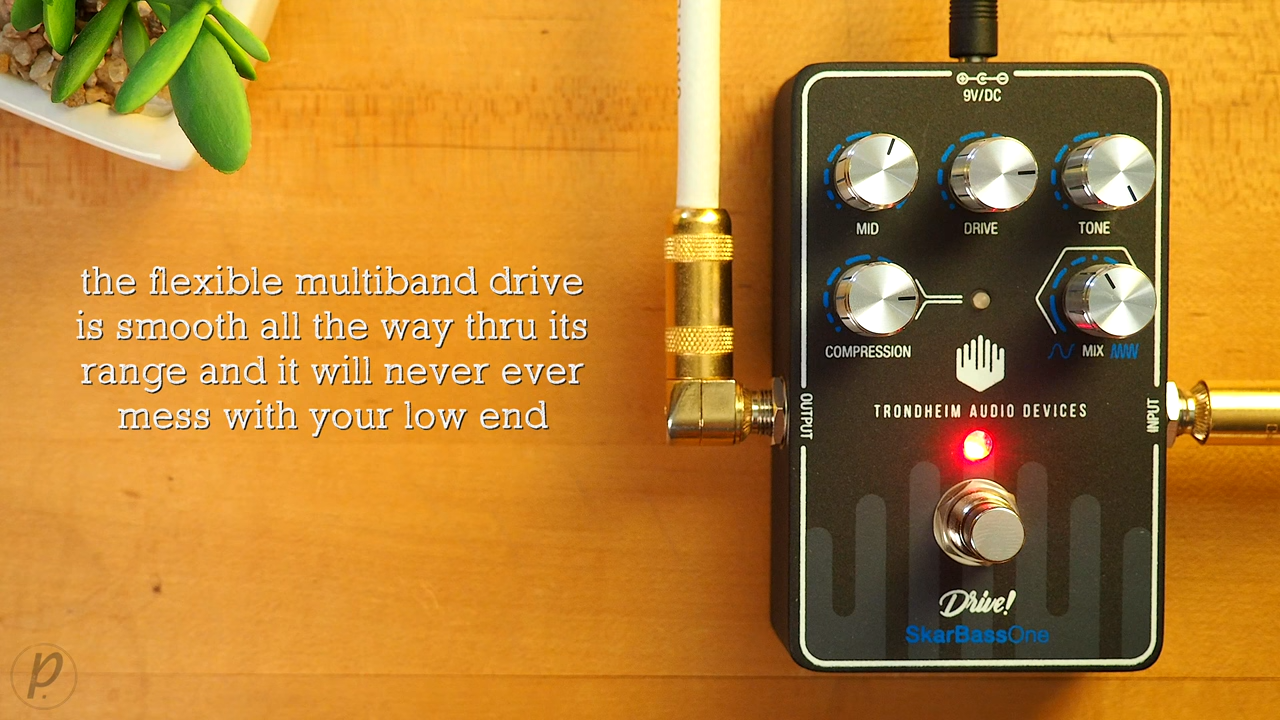 the flexible multiband drive
is smooth all the way thru its
range and it will never ever
mess with your low end
9V/DC
MID DRIVE TONE
COMPRESSION MIX
OUTPUT
INPUT
TRONDHEIM AUDIO DEVICES
Drive!
SkarBassOne
p.